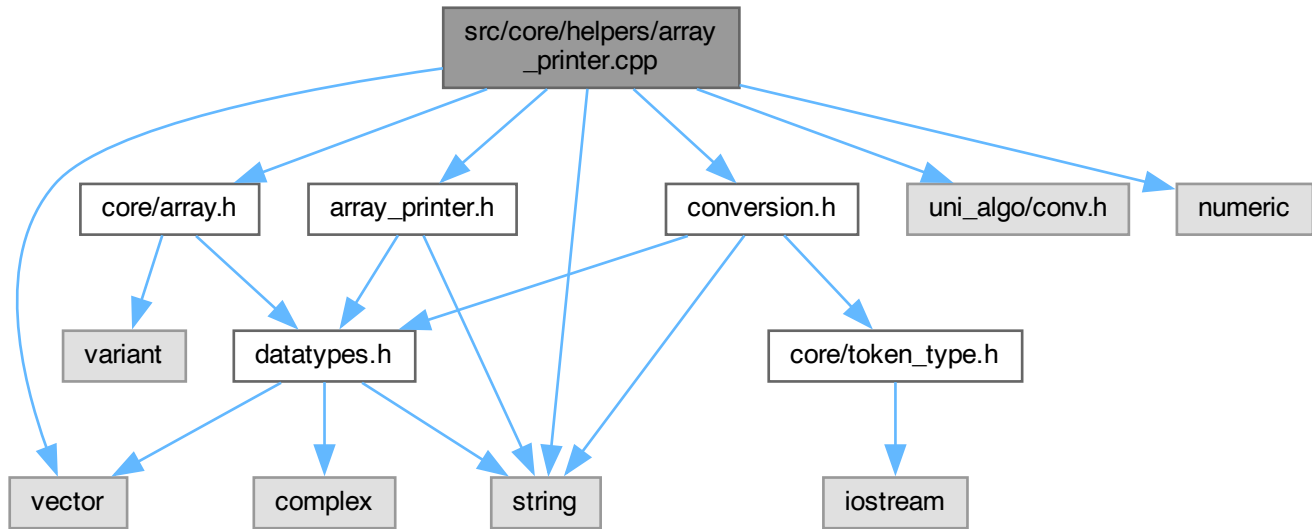 src/core/helpers/array
_printer.cpp
core/array.h
array_printer.h
conversion.h
uni_algo/conv.h
numeric
variant
datatypes.h
core/token_type.h
vector
complex
string
iostream